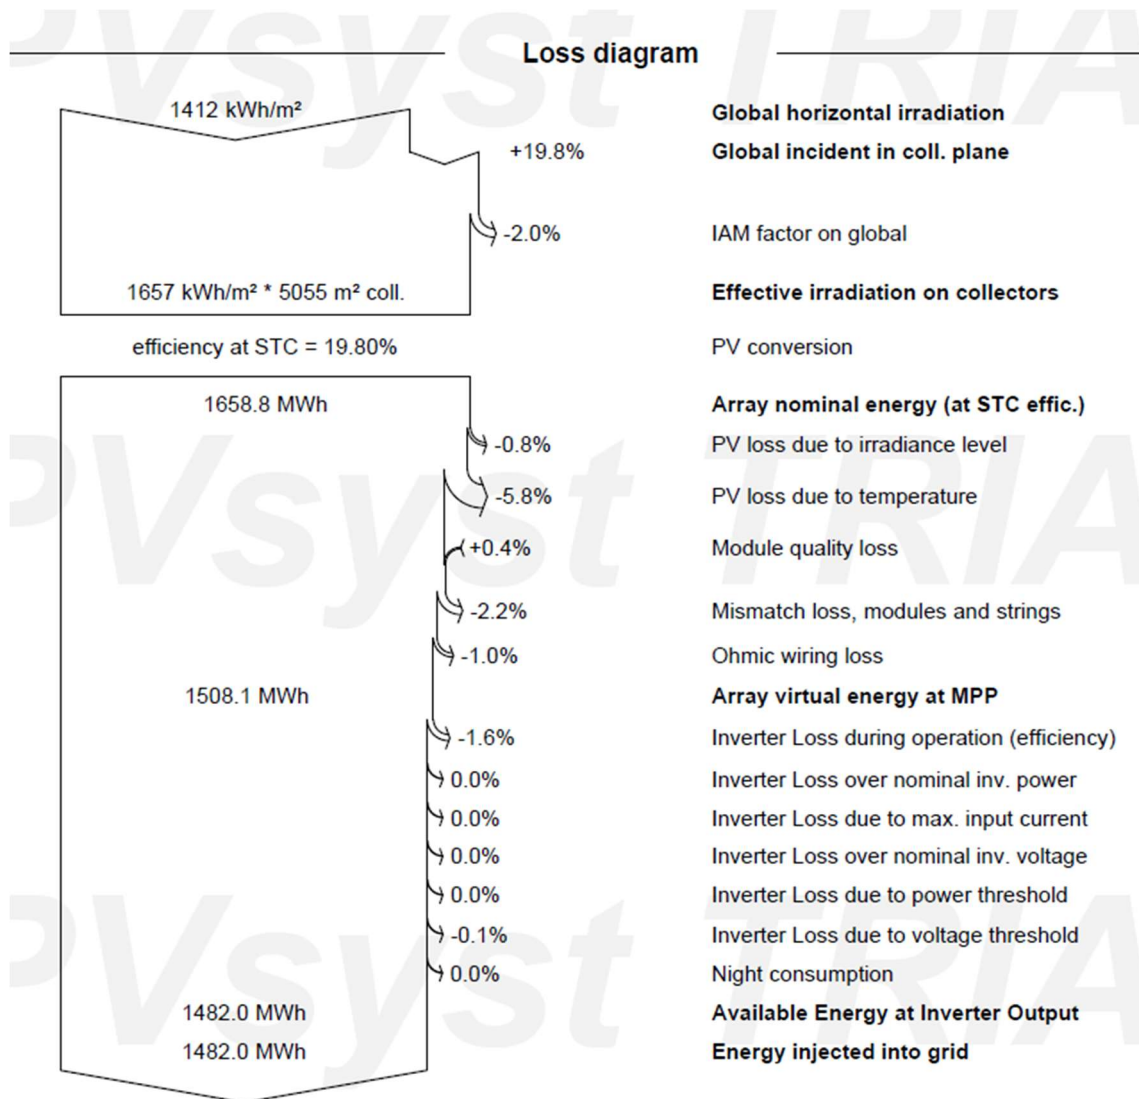 Loss diagram
1412 kWh/m² Global horizontal irradiation
+19.8% Global incident in coll. plane
-2.0% IAM factor on global
1657 kWh/m² * 5055 m² coll. Effective irradiation on collectors
efficiency at STC = 19.80% PV conversion
1658.8 MWh Array nominal energy (at STC effic.)
-0.8% PV loss due to irradiance level
-5.8% PV loss due to temperature
+0.4% Module quality loss
-2.2% Mismatch loss, modules and strings
-1.0% Ohmic wiring loss
1508.1 MWh Array virtual energy at MPP
-1.6% Inverter Loss during operation (efficiency)
0.0% Inverter Loss over nominal inv. power
0.0% Inverter Loss due to max. input current
0.0% Inverter Loss over nominal inv. voltage
0.0% Inverter Loss due to power threshold
-0.1% Inverter Loss due to voltage threshold
0.0% Night consumption
1482.0 MWh Available Energy at Inverter Output
1482.0 MWh Energy injected into grid
PVsyst TRIA
PVsyst TRIA
PVsyst TRIA